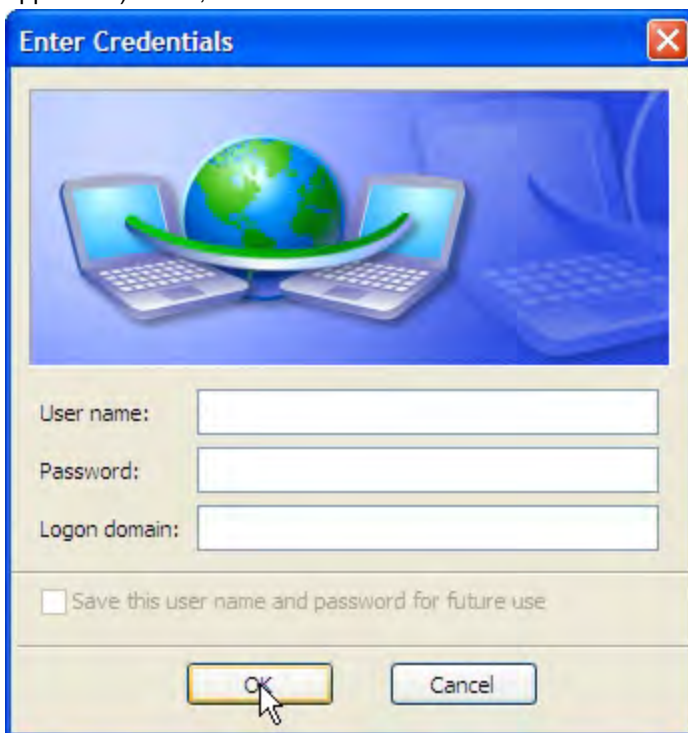 Enter Credentials
User name:
Password:
Logon domain:
Save this user name and password for future use
OK Cancel